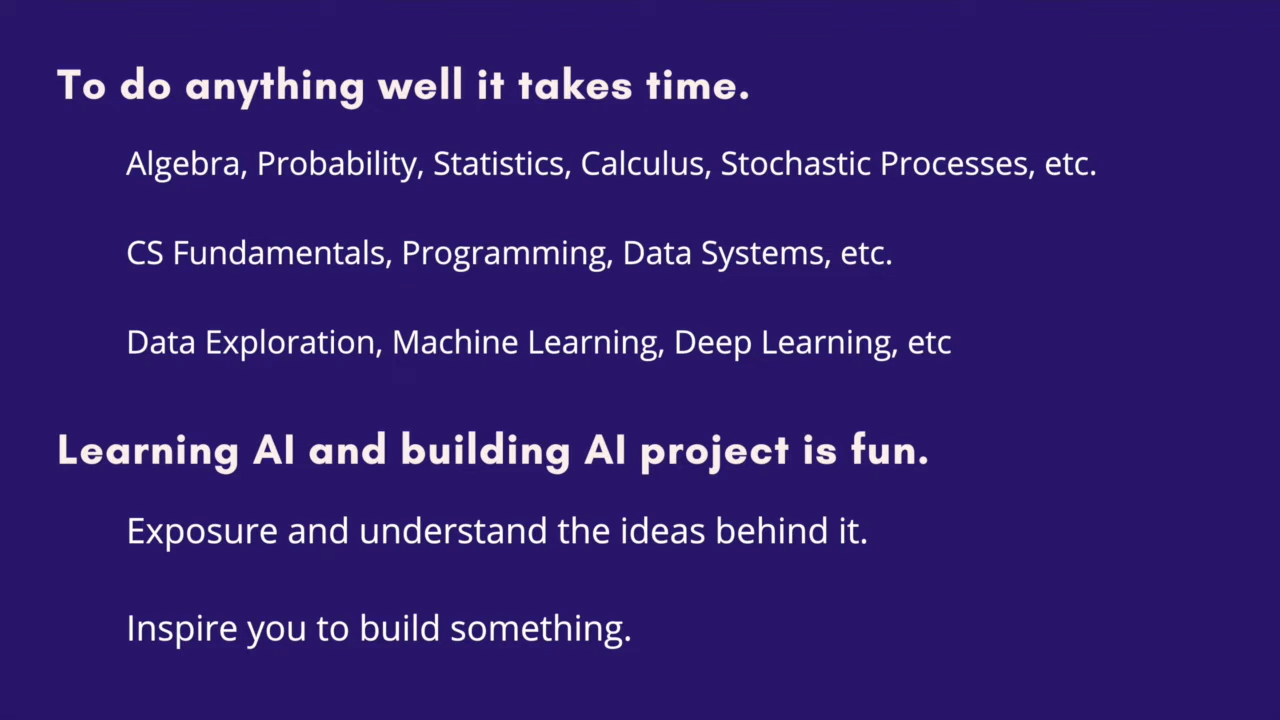 To do anything well it takes time.
Algebra, Probability, Statistics, Calculus, Stochastic Processes, etc.
CS Fundamentals, Programming, Data Systems, etc.
Data Exploration, Machine Learning, Deep Learning, etc
Learning AI and building AI project is fun.
Exposure and understand the ideas behind it.
Inspire you to build something.